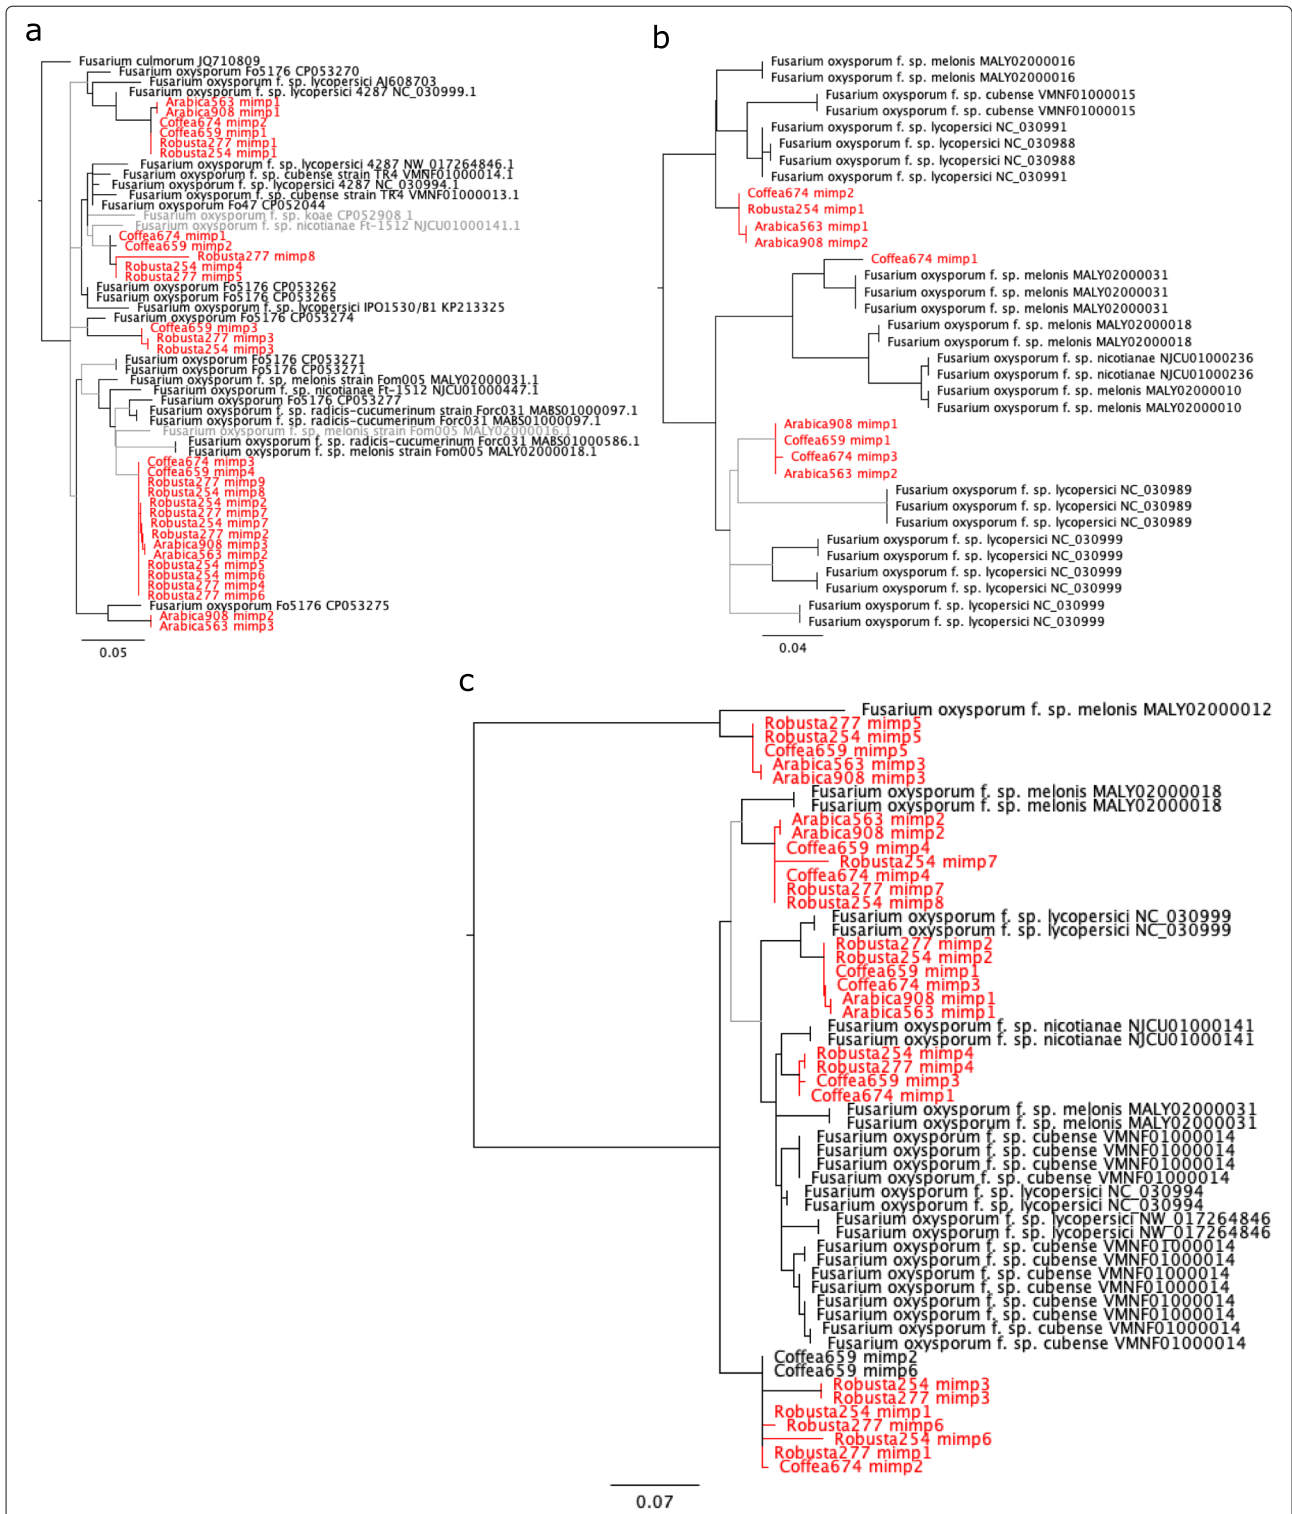 a
Fusarium culmorum JQ710809
Fusarium oxysporum Fo5176 CP053270
Fusarium oxysporum f. sp. lycopersici AJ608703
Fusarium oxysporum f. sp. lycopersici 4287 NC_030999.1
Arabica563 mimp1
Arabica908 mimp1
Coffea674 mimp2
Coffea659 mimp1
Robusta277 mimp1
Robusta254 mimp1
Fusarium oxysporum f. sp. lycopersici 4287 NW_017264846.1
Fusarium oxysporum f. sp. cubense strain TR4 VMNF01000014.1
Fusarium oxysporum f. sp. lycopersici 4287 NC_030994.1
Fusarium oxysporum f. sp. cubense strain TR4 VMNF01000013.1
Fusarium oxysporum Fo47 CP052044
Fusarium oxysporum f. sp. koae CP052908 1
Fusarium oxysporum f. sp. nicotianae Ft-1512 NJCU01000141.1
Coffea674 mimp1
Coffea659 mimp2
Robusta277 mimp8
Robusta254 mimp4
Robusta277 mimp5
Fusarium oxysporum Fo5176 CP053262
Fusarium oxysporum Fo5176 CP053265
Fusarium oxysporum f. sp. lycopersici IPO1530/B1 KP213325
Fusarium oxysporum Fo5176 CP053274
Coffea659 mimp3
Robusta277 mimp3
Robusta254 mimp3
Fusarium oxysporum Fo5176 CP053271
Fusarium oxysporum Fo5176 CP053271
Fusarium oxysporum f. sp. melonis strain Fom005 MALY02000031.1
Fusarium oxysporum f. sp. nicotianae Ft-1512 NJCU01000447.1
Fusarium oxysporum Fo5176 CP053277
Fusarium oxysporum f. sp. radicis-cucumerinum strain Forc031 MABS01000097.1
Fusarium oxysporum f. sp. radicis-cucumerinum strain Forc031 MABS01000097.1
Fusarium oxysporum f. sp. melonis strain Fom005 MALY02000016.1
Fusarium oxysporum f. sp. radicis-cucumerinum Forc031 MABS01000586.1
Fusarium oxysporum f. sp. melonis strain Fom005 MALY02000018.1
Coffea674 mimp3
Coffea659 mimp4
Robusta277 mimp9
Robusta254 mimp8
Robusta254 mimp2
Robusta277 mimp7
Robusta254 mimp7
Robusta277 mimp2
Arabica908 mimp3
Arabica563 mimp2
Robusta254 mimp5
Robusta254 mimp6
Robusta277 mimp4
Robusta277 mimp6
Fusarium oxysporum Fo5176 CP053275
Arabica908 mimp2
Arabica563 mimp3
0.05
b
Fusarium oxysporum f. sp. melonis MALY02000016
Fusarium oxysporum f. sp. melonis MALY02000016
Fusarium oxysporum f. sp. cubense VMNF01000015
Fusarium oxysporum f. sp. cubense VMNF01000015
Fusarium oxysporum f. sp. lycopersici NC_030991
Fusarium oxysporum f. sp. lycopersici NC_030988
Fusarium oxysporum f. sp. lycopersici NC_030988
Fusarium oxysporum f. sp. lycopersici NC_030991
Coffea674 mimp2
Robusta254 mimp1
Arabica563 mimp1
Arabica908 mimp2
Coffea674 mimp1
Fusarium oxysporum f. sp. melonis MALY02000031
Fusarium oxysporum f. sp. melonis MALY02000031
Fusarium oxysporum f. sp. melonis MALY02000031
Fusarium oxysporum f. sp. melonis MALY02000018
Fusarium oxysporum f. sp. melonis MALY02000018
Fusarium oxysporum f. sp. nicotianae NJCU01000236
Fusarium oxysporum f. sp. nicotianae NJCU01000236
Fusarium oxysporum f. sp. melonis MALY02000010
Fusarium oxysporum f. sp. melonis MALY02000010
Arabica908 mimp1
Coffea659 mimp1
Coffea674 mimp3
Arabica563 mimp2
Fusarium oxysporum f. sp. lycopersici NC_030989
Fusarium oxysporum f. sp. lycopersici NC_030989
Fusarium oxysporum f. sp. lycopersici NC_030989
Fusarium oxysporum f. sp. lycopersici NC_030999
Fusarium oxysporum f. sp. lycopersici NC_030999
Fusarium oxysporum f. sp. lycopersici NC_030999
Fusarium oxysporum f. sp. lycopersici NC_030999
Fusarium oxysporum f. sp. lycopersici NC_030999
Fusarium oxysporum f. sp. lycopersici NC_030999
0.04
c
Fusarium oxysporum f. sp. melonis MALY02000012
Robusta277 mimp5
Robusta254 mimp5
Coffea659 mimp5
Arabica563 mimp3
Arabica908 mimp3
Fusarium oxysporum f. sp. melonis MALY02000018
Fusarium oxysporum f. sp. melonis MALY02000018
Arabica563 mimp2
Arabica908 mimp2
Coffea659 mimp4
Robusta254 mimp7
Coffea674 mimp4
Robusta277 mimp7
Robusta254 mimp8
Fusarium oxysporum f. sp. lycopersici NC_030999
Fusarium oxysporum f. sp. lycopersici NC_030999
Robusta277 mimp2
Robusta254 mimp2
Coffea659 mimp1
Coffea674 mimp3
Arabica908 mimp1
Arabica563 mimp1
Fusarium oxysporum f. sp. nicotianae NJCU01000141
Fusarium oxysporum f. sp. nicotianae NJCU01000141
Robusta254 mimp4
Robusta277 mimp4
Coffea659 mimp3
Coffea674 mimp1
Fusarium oxysporum f. sp. melonis MALY02000031
Fusarium oxysporum f. sp. melonis MALY02000031
Fusarium oxysporum f. sp. cubense VMNF01000014
Fusarium oxysporum f. sp. cubense VMNF01000014
Fusarium oxysporum f. sp. cubense VMNF01000014
Fusarium oxysporum f. sp. cubense VMNF01000014
Fusarium oxysporum f. sp. lycopersici NC_030994
Fusarium oxysporum f. sp. lycopersici NC_030994
Fusarium oxysporum f. sp. lycopersici NW_017264846
Fusarium oxysporum f. sp. lycopersici NW_017264846
Fusarium oxysporum f. sp. cubense VMNF01000014
Fusarium oxysporum f. sp. cubense VMNF01000014
Fusarium oxysporum f. sp. cubense VMNF01000014
Fusarium oxysporum f. sp. cubense VMNF01000014
Fusarium oxysporum f. sp. cubense VMNF01000014
Fusarium oxysporum f. sp. cubense VMNF01000014
Fusarium oxysporum f. sp. cubense VMNF01000014
Fusarium oxysporum f. sp. cubense VMNF01000014
Coffea659 mimp2
Coffea659 mimp6
Robusta254 mimp3
Robusta277 mimp3
Robusta254 mimp1
Robusta277 mimp6
Robusta254 mimp6
Robusta277 mimp1
Coffea674 mimp2
0.07